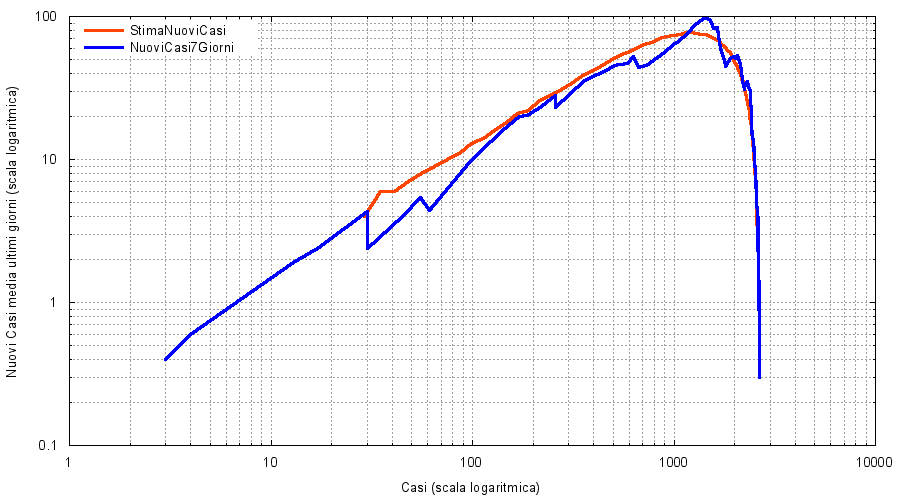 100
StimaNuoviCasi
NuoviCasi7Giorni
10
1
0.1
Nuovi Casi media ultimi giorni (scala logaritmica)
1
10
100
1000
10000
Casi (scala logaritmica)